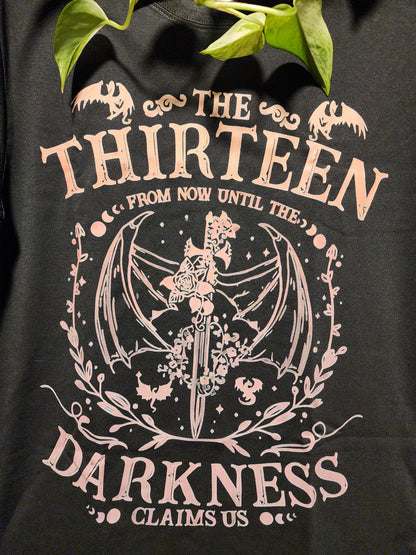 THE
THIRTEEN
FROM NOW UNTIL THE
DARKNESS
CLAIMS US